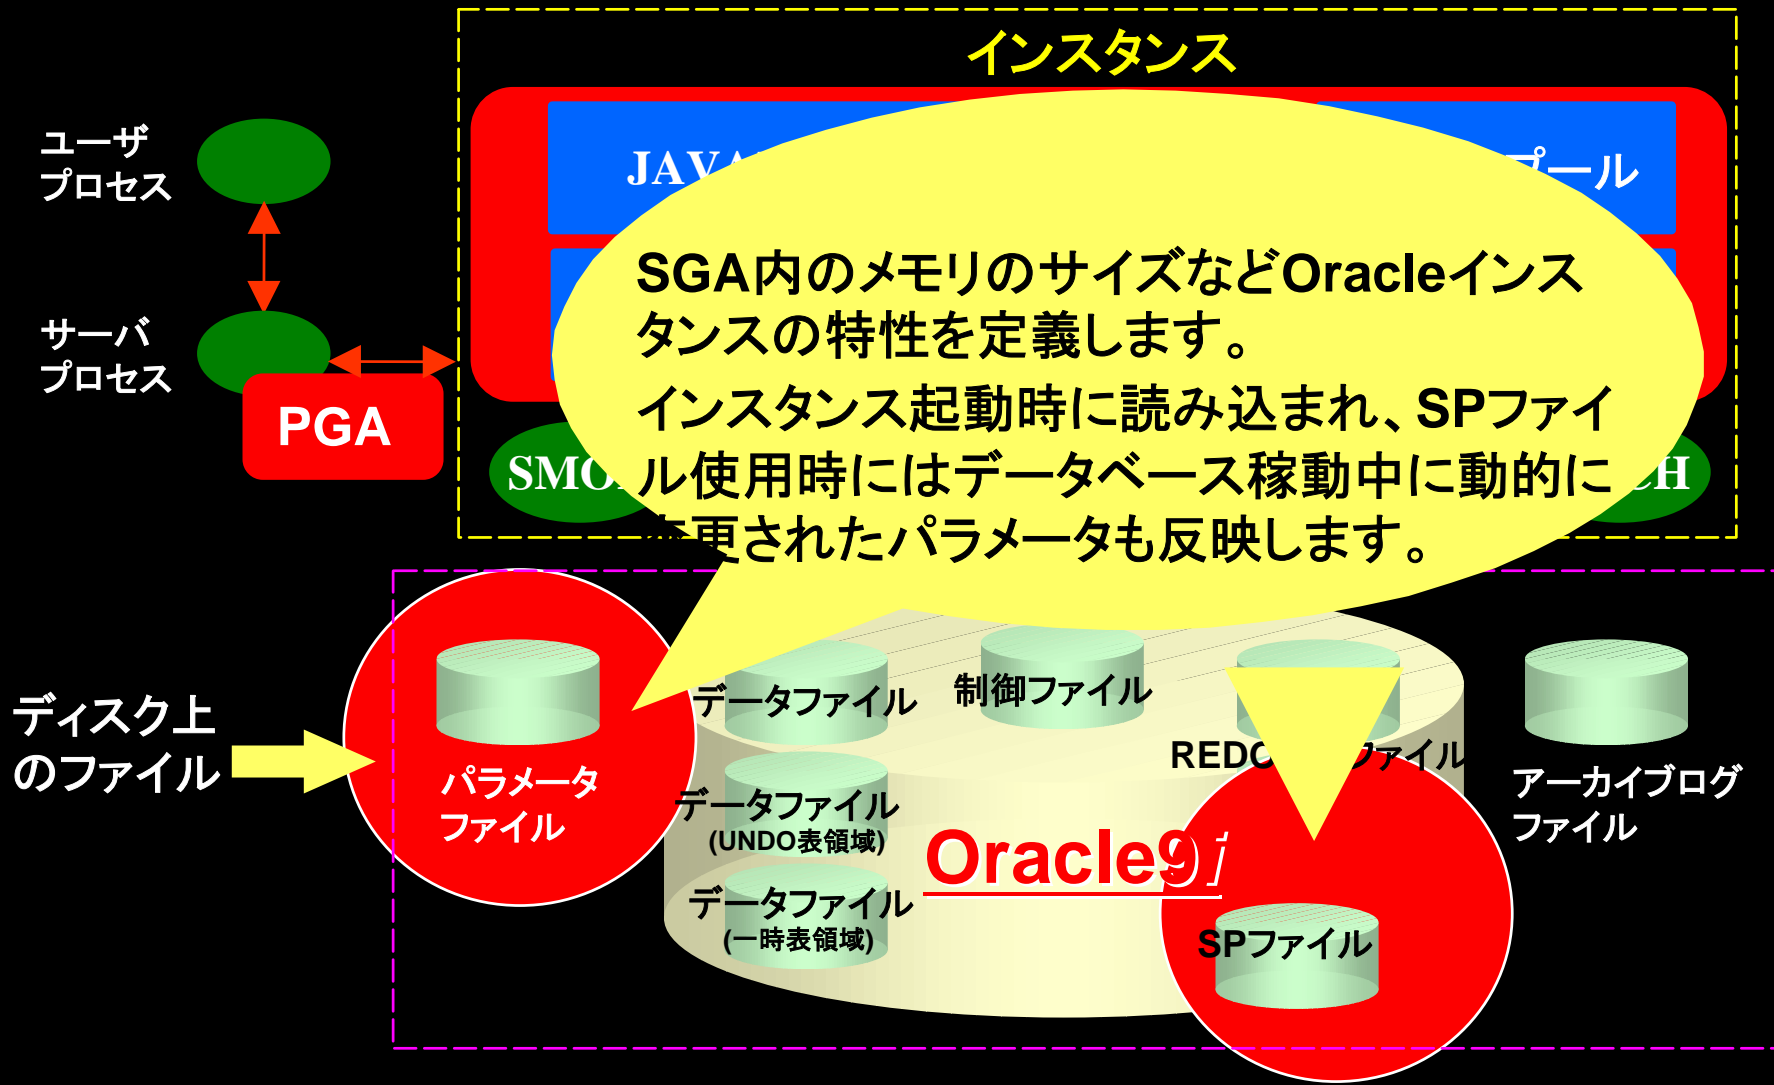 インスタンス
ユーザ
プロセス
サーバ
プロセス
PGA
JAVA
プール
SGA内のメモリのサイズなどOracleインス
タンスの特性を定義します。
インスタンス起動時に読み込まれ、SPファイ
ル使用時にはデータベース稼動中に動的に
変更されたパラメータも反映します。
ディスク上
のファイル
パラメータ
ファイル
データファイル
制御ファイル
ファイル
アーカイブログ
ファイル
データファイル
(UNDO表領域)
Oracle9i
データファイル
(一時表領域)
SPファイル